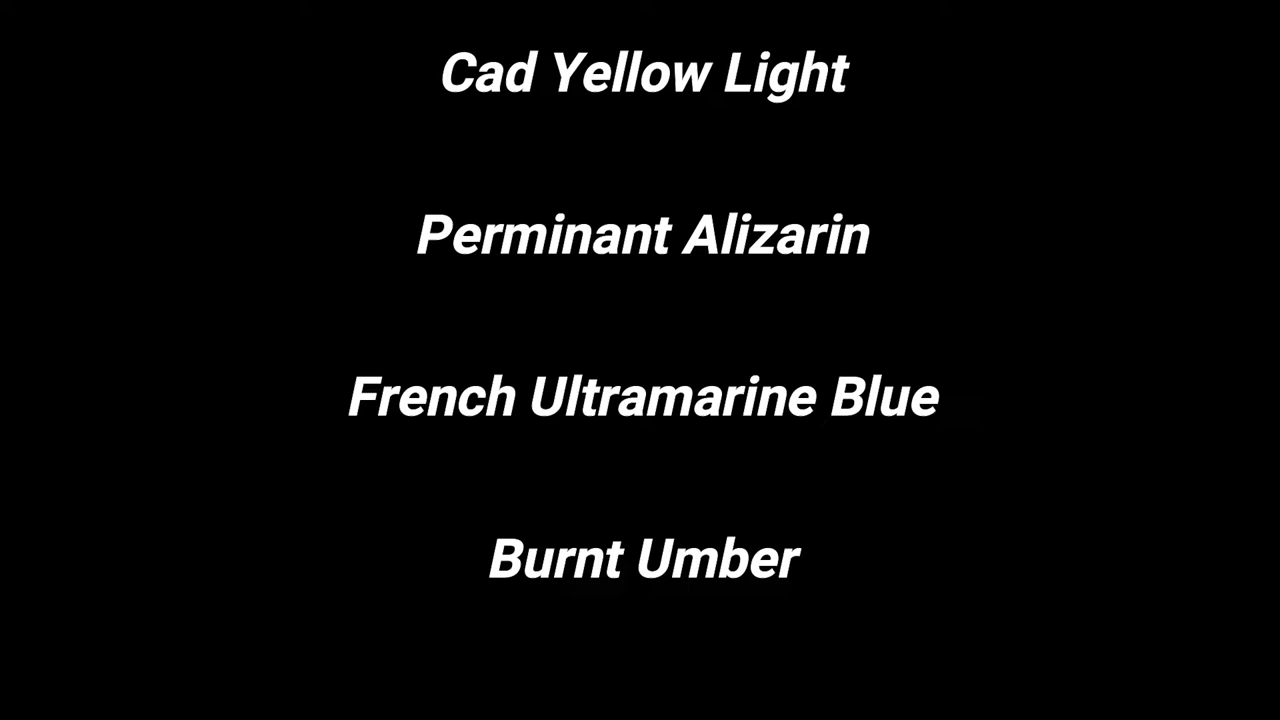 Cad Yellow Light
Perminant Alizarin
French Ultramarine Blue
Burnt Umber